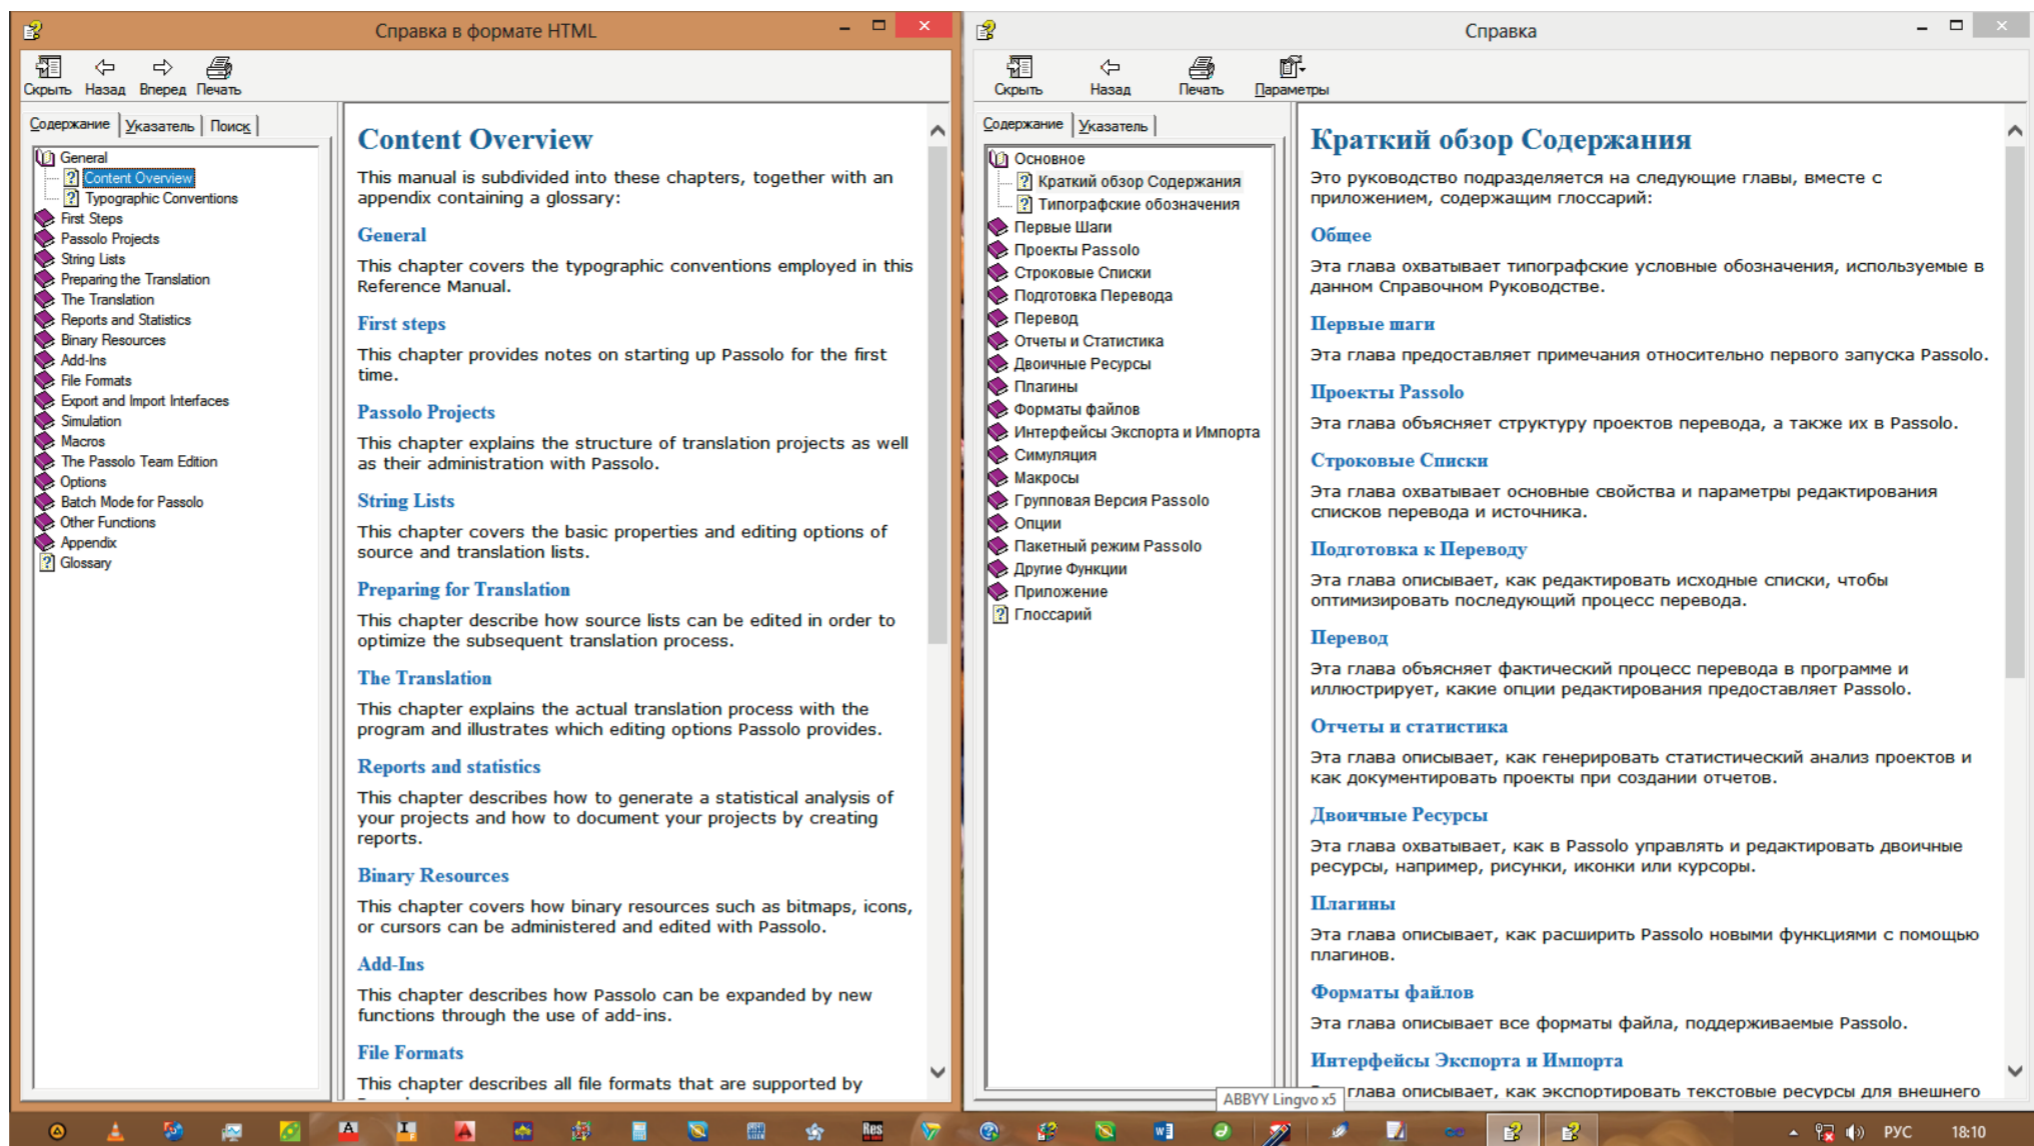 Справка в формате HTML
Скрыть Назад Вперед Печать
Содержание Указатель Поиск
General
Content Overview
Typographic Conventions
First Steps
Passolo Projects
String Lists
Preparing the Translation
The Translation
Reports and Statistics
Binary Resources
Add-Ins
File Formats
Export and Import Interfaces
Simulation
Macros
The Passolo Team Edition
Options
Batch Mode for Passolo
Other Functions
Appendix
Glossary
Content Overview
This manual is subdivided into these chapters, together with an
appendix containing a glossary:
General
This chapter covers the typographic conventions employed in this
Reference Manual.
First steps
This chapter provides notes on starting up Passolo for the first
time.
Passolo Projects
This chapter explains the structure of translation projects as well
as their administration with Passolo.
String Lists
This chapter covers the basic properties and editing options of
source and translation lists.
Preparing for Translation
This chapter describe how source lists can be edited in order to
optimize the subsequent translation process.
The Translation
This chapter explains the actual translation process with the
program and illustrates which editing options Passolo provides.
Reports and statistics
This chapter describes how to generate a statistical analysis of
your projects and how to document your projects by creating
reports.
Binary Resources
This chapter covers how binary resources such as bitmaps, icons,
or cursors can be administered and edited with Passolo.
Add-Ins
This chapter describes how Passolo can be expanded by new
functions through the use of add-ins.
File Formats
This chapter describes all file formats that are supported by
Справка
Скрыть Назад Печать Параметры
Содержание Указатель
Основное
Краткий обзор Содержания
Типографские обозначения
Первые Шаги
Проекты Passolo
Строковые Списки
Подготовка Перевода
Перевод
Отчеты и Статистика
Двоичные Ресурсы
Плагины
Форматы файлов
Интерфейсы Экспорта и Импорта
Симуляция
Макросы
Групповая Версия Passolo
Опции
Пакетный режим Passolo
Другие Функции
Приложение
Глоссарий
Краткий обзор Содержания
Это руководство подразделяется на следующие главы, вместе с
приложением, содержащим глоссарий:
Общее
Эта глава охватывает типографские условные обозначения, используемые в
данном Справочном Руководстве.
Первые шаги
Эта глава предоставляет примечания относительно первого запуска Passolo.
Проекты Passolo
Эта глава объясняет структуру проектов перевода, а также их в Passolo.
Строковые Списки
Эта глава охватывает основные свойства и параметры редактирования
списков перевода и источника.
Подготовка к Переводу
Эта глава описывает, как редактировать исходные списки, чтобы
оптимизировать последующий процесс перевода.
Перевод
Эта глава объясняет фактический процесс перевода в программе и
иллюстрирует, какие опции редактирования предоставляет Passolo.
Отчеты и статистика
Эта глава описывает, как генерировать статистический анализ проектов и
как документировать проекты при создании отчетов.
Двоичные Ресурсы
Эта глава охватывает, как в Passolo управлять и редактировать двоичные
ресурсы, например, рисунки, иконки или курсоры.
Плагины
Эта глава описывает, как расширить Passolo новыми функциями с помощью
плагинов.
Форматы файлов
Эта глава описывает все форматы файла, поддерживаемые Passolo.
Интерфейсы Экспорта и Импорта
глава описывает, как экспортировать текстовые ресурсы для внешнего
ABBYY Lingvo x5
Res
РУС 18:10